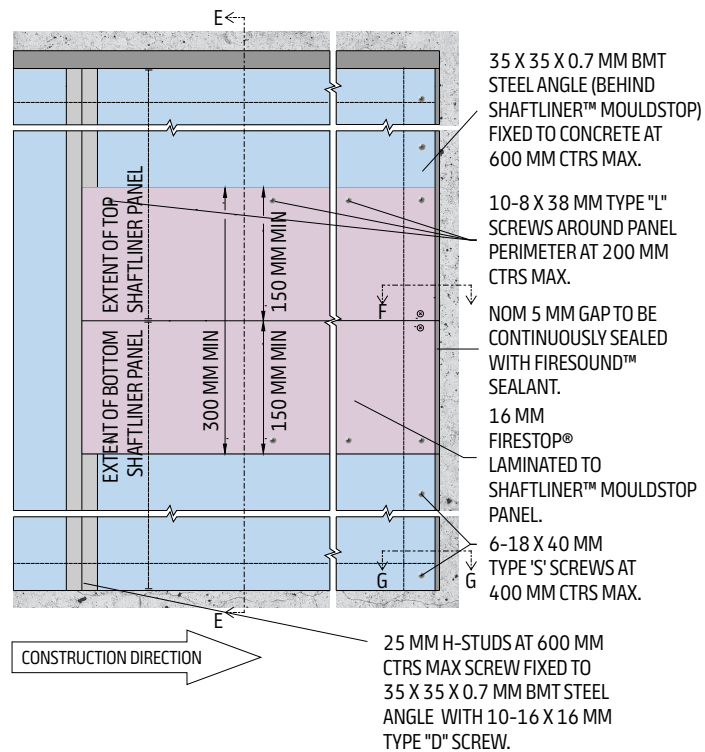 E
35 X 35 X 0.7 MM BMT
STEEL ANGLE (BEHIND
SHAFTLINER™ MOULDSTOP)
FIXED TO CONCRETE AT
600 MM CTRS MAX.
10-8 X 38 MM TYPE "L"
SCREWS AROUND PANEL
PERIMETER AT 200 MM
CTRS MAX.
EXTENT OF TOP
SHAFTLINER PANEL
150 MM MIN
F
NOM 5 MM GAP TO BE
CONTINUOUSLY SEALED
WITH FIRESOUND™
SEALANT.
EXTENT OF BOTTOM
SHAFTLINER PANEL
300 MM MIN
150 MM MIN
16 MM
FIRESTOP®
LAMINATED TO
SHAFTLINER™ MOULDSTOP
PANEL.
6-18 X 40 MM
TYPE 'S' SCREWS AT
400 MM CTRS MAX.
G
G
E
CONSTRUCTION DIRECTION
25 MM H-STUDS AT 600 MM
CTRS MAX SCREW FIXED TO
35 X 35 X 0.7 MM BMT STEEL
ANGLE WITH 10-16 X 16 MM
TYPE "D" SCREW.